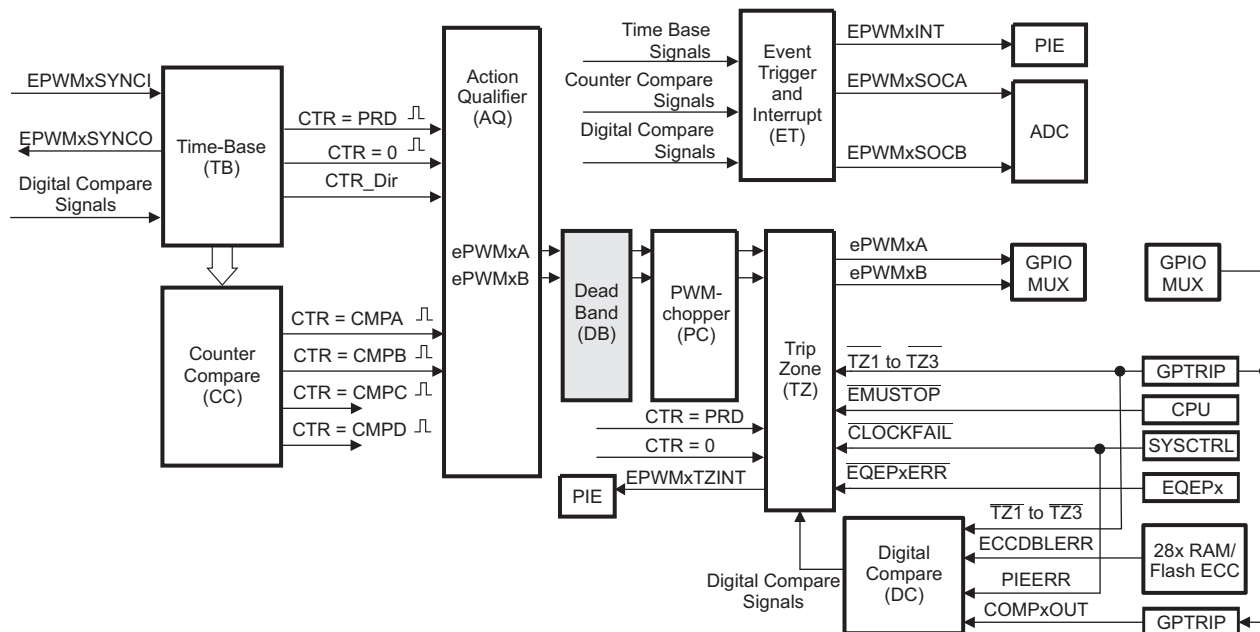 EPWMxSYNCI
EPWMxSYNCO
Digital Compare
Signals
Time-Base
(TB)
CTR = PRD
CTR = 0
CTR_Dir
Counter
Compare
(CC)
CTR = CMPA
CTR = CMPB
CTR = CMPC
CTR = CMPD
Action
Qualifier
(AQ)
ePWMxA
ePWMxB
Time Base
Signals
Counter Compare
Signals
Digital Compare
Signals
Event
Trigger
and
Interrupt
(ET)
EPWMxINT
EPWMxSOCA
EPWMxSOCB
PIE
ADC
Dead
Band
(DB)
PWM-
chopper
(PC)
CTR = PRD
CTR = 0
EPWMxTZINT
PIE
Trip
Zone
(TZ)
ePWMxA
ePWMxB
GPIO
MUX
GPIO
MUX
TZ1 to TZ3
GPTRIP
EMUSTOP
CPU
CLOCKFAIL
SYSCTRL
EQEPxERR
EQEPx
Digital Compare
Signals
Digital
Compare
(DC)
TZ1 to TZ3
ECCDBLERR
28x RAM/
Flash ECC
PIEERR
COMPxOUT
GPTRIP